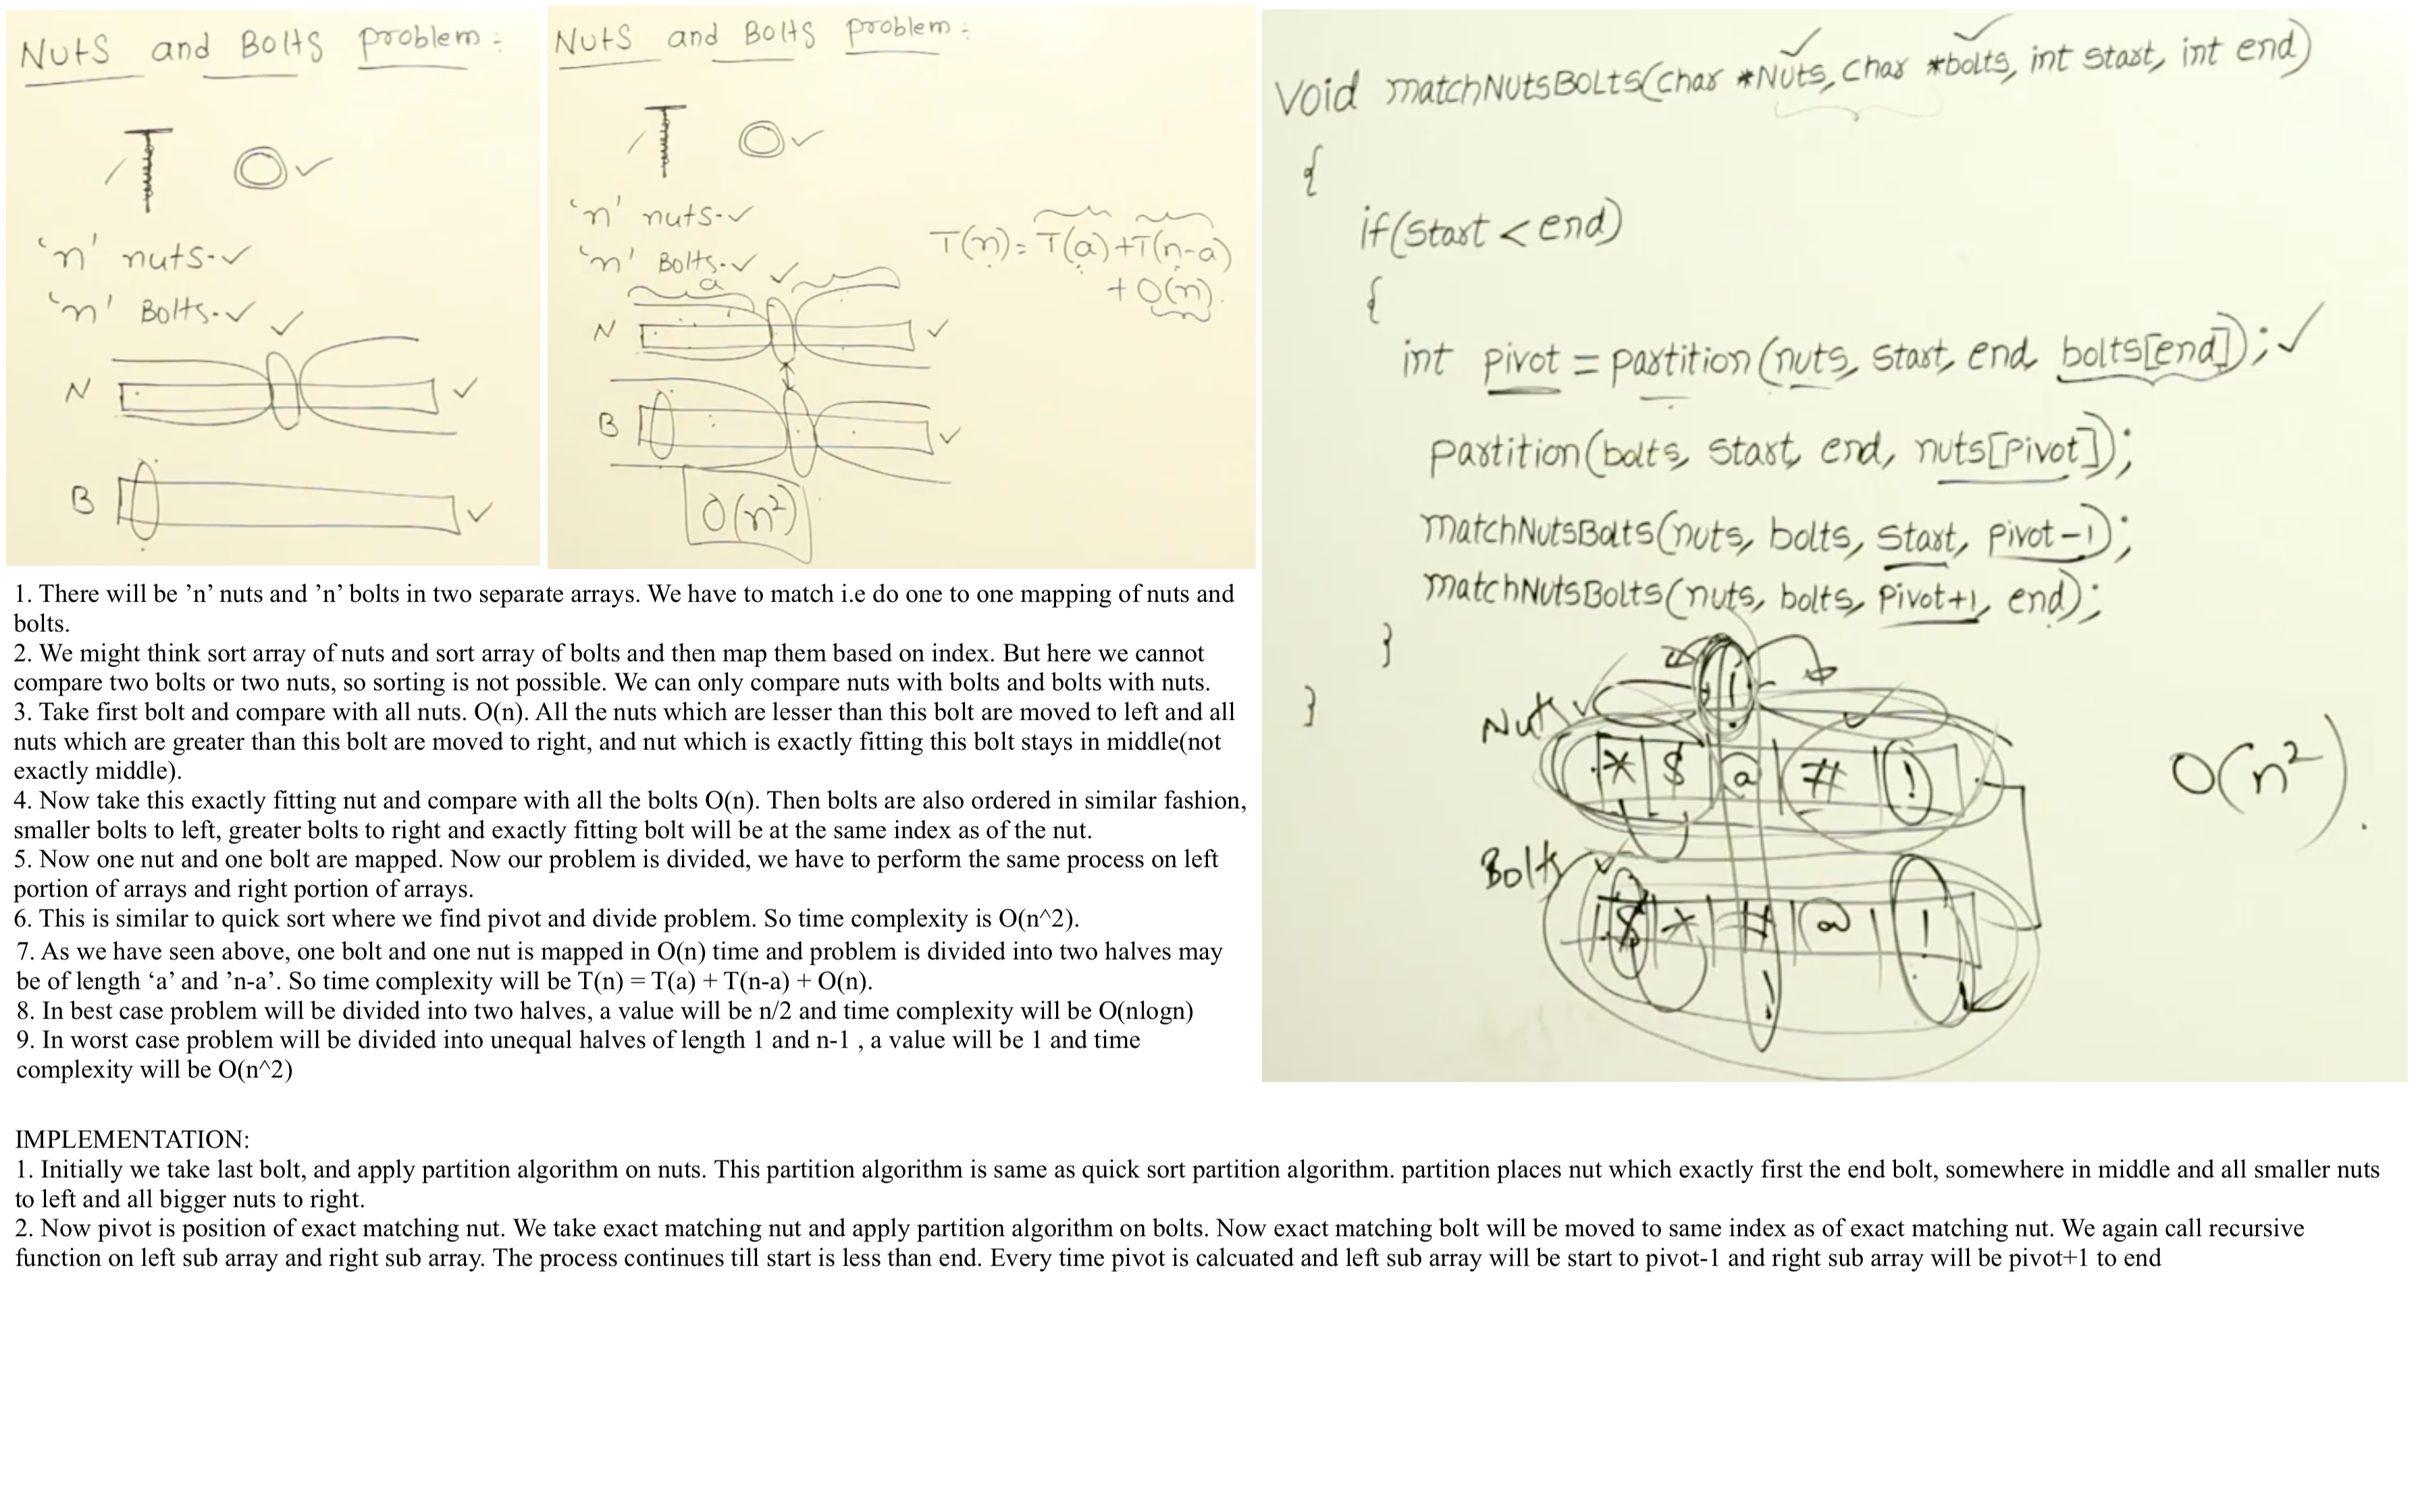 Nuts and Bolts problem:
'n' nuts-
'n' Bolts-
N
B
Nuts and Bolts problem:
'n' nuts-
'n' Bolts-
T(n)= T(a)+T(n-a)
+ O(n).
a
N
B
O(n²)
1. There will be ’n’ nuts and ’n’ bolts in two separate arrays. We have to match i.e do one to one mapping of nuts and
bolts.
2. We might think sort array of nuts and sort array of bolts and then map them based on index. But here we cannot
compare two bolts or two nuts, so sorting is not possible. We can only compare nuts with bolts and bolts with nuts.
3. Take first bolt and compare with all nuts. O(n). All the nuts which are lesser than this bolt are moved to left and all
nuts which are greater than this bolt are moved to right, and nut which is exactly fitting this bolt stays in middle(not
exactly middle).
4. Now take this exactly fitting nut and compare with all the bolts O(n). Then bolts are also ordered in similar fashion,
smaller bolts to left, greater bolts to right and exactly fitting bolt will be at the same index as of the nut.
5. Now one nut and one bolt are mapped. Now our problem is divided, we have to perform the same process on left
portion of arrays and right portion of arrays.
6. This is similar to quick sort where we find pivot and divide problem. So time complexity is O(n^2).
7. As we have seen above, one bolt and one nut is mapped in O(n) time and problem is divided into two halves may
be of length ‘a’ and ’n-a’. So time complexity will be T(n) = T(a) + T(n-a) + O(n).
8. In best case problem will be divided into two halves, a value will be n/2 and time complexity will be O(nlogn)
9. In worst case problem will be divided into unequal halves of length 1 and n-1 , a value will be 1 and time
complexity will be O(n^2)
Void matchNutsBolts(char *Nuts, char *bolts, int start, int end)
{
if(start < end)
{
int pivot = partition(nuts, start, end bolts[end]);
partition(bolts, start, end, nuts[pivot]);
matchNutsBolts(nuts, bolts, start, pivot-1);
matchNutsBolts(nuts, bolts, pivot+1, end);
}
}
Nuts
* $ @ # !
Bolts
$ * # @ !
!
O(n²).
IMPLEMENTATION:
1. Initially we take last bolt, and apply partition algorithm on nuts. This partition algorithm is same as quick sort partition algorithm. partition places nut which exactly first the end bolt, somewhere in middle and all smaller nuts
to left and all bigger nuts to right.
2. Now pivot is position of exact matching nut. We take exact matching nut and apply partition algorithm on bolts. Now exact matching bolt will be moved to same index as of exact matching nut. We again call recursive
function on left sub array and right sub array. The process continues till start is less than end. Every time pivot is calcuated and left sub array will be start to pivot-1 and right sub array will be pivot+1 to end